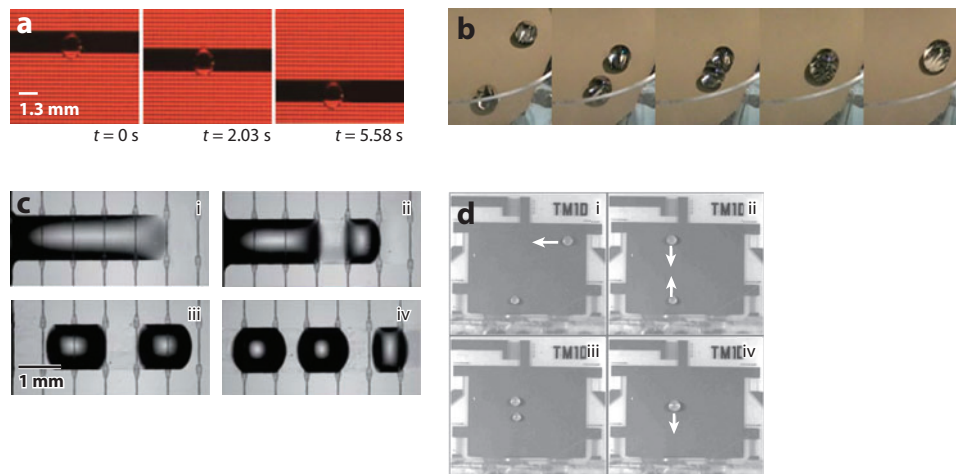 a
1.3 mm
t = 0 s
t = 2.03 s
t = 5.58 s
b
c
i
ii
iii
1 mm
iv
d
TM1D
i
TM1D
ii
TM1D
iii
TM1D
iv